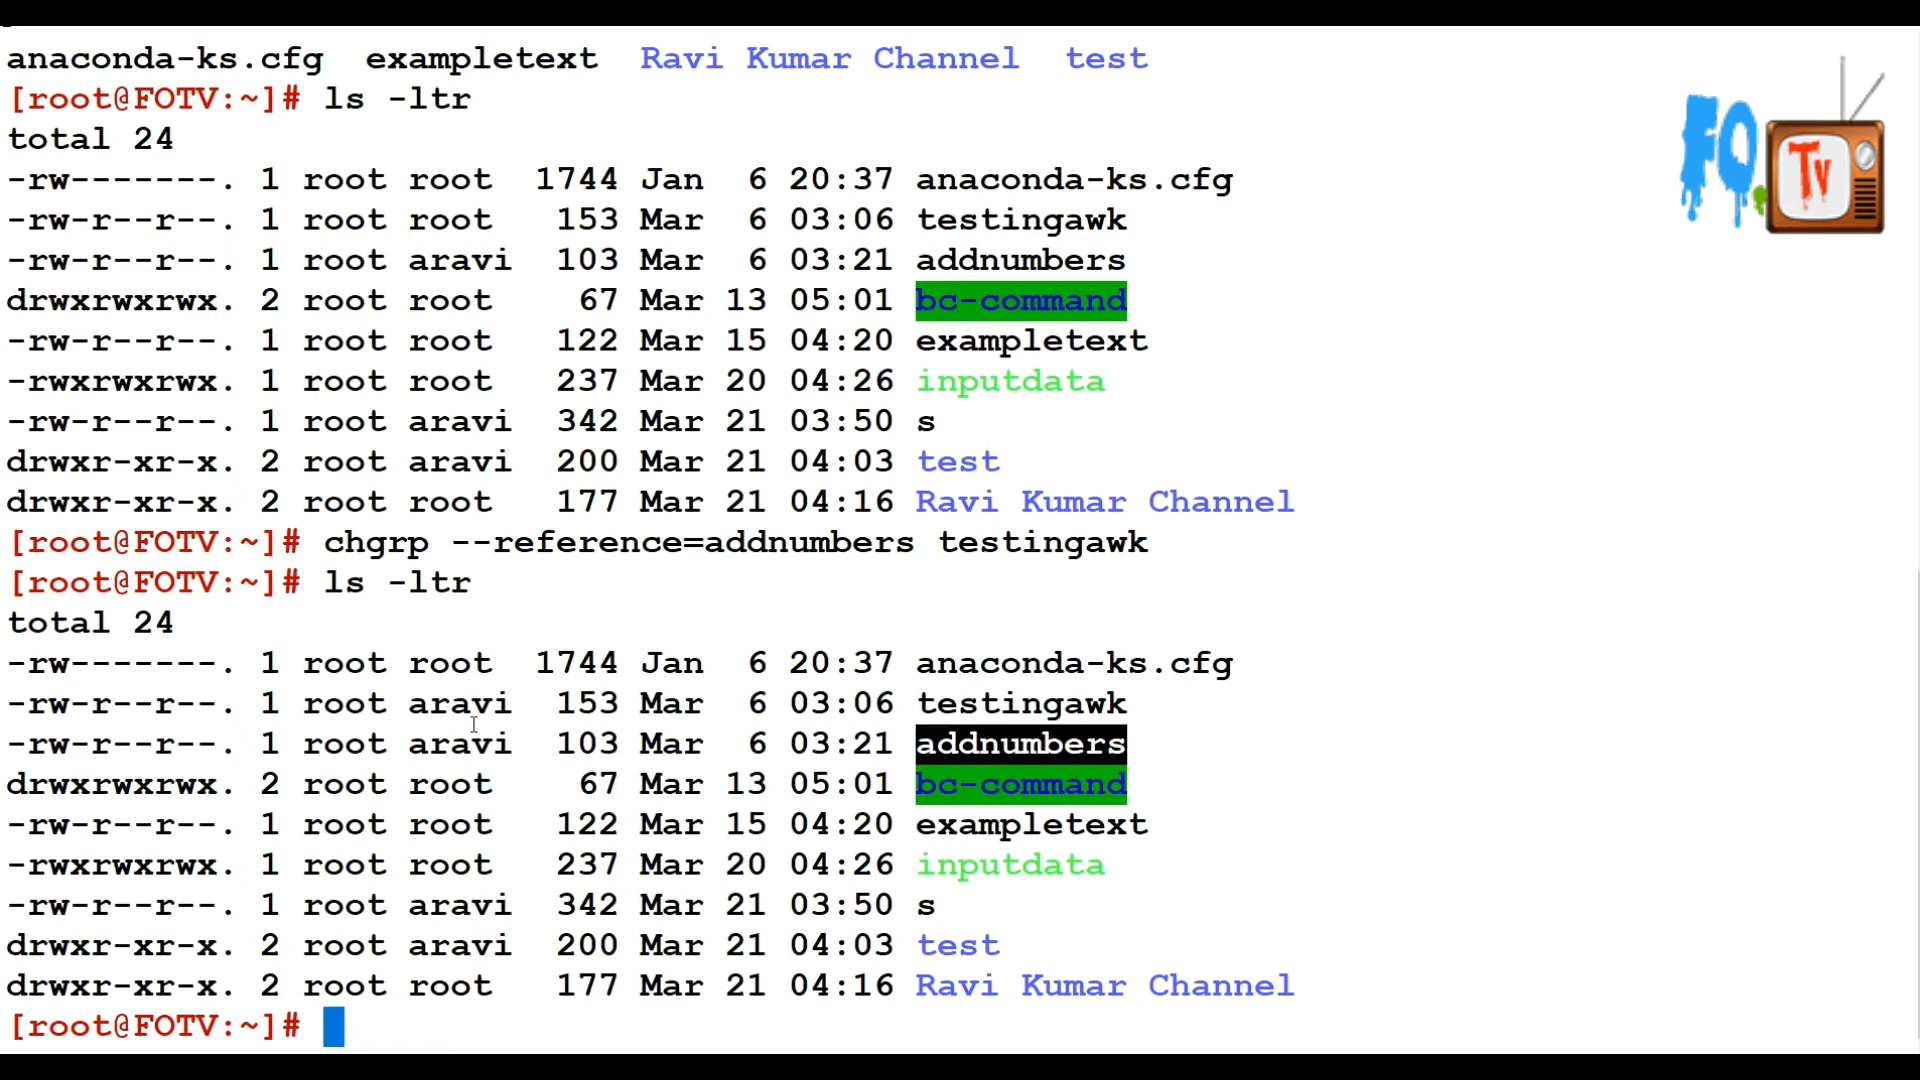 anaconda-ks.cfg  exampletext  Ravi Kumar Channel  test
[root@FOTV:~]# ls -ltr
total 24
-rw-------. 1 root root  1744 Jan  6 20:37 anaconda-ks.cfg
-rw-r--r--. 1 root root   153 Mar  6 03:06 testingawk
-rw-r--r--. 1 root aravi  103 Mar  6 03:21 addnumbers
drwxrwxrwx. 2 root root    67 Mar 13 05:01 bc-command
-rw-r--r--. 1 root root   122 Mar 15 04:20 exampletext
-rwxrwxrwx. 1 root root   237 Mar 20 04:26 inputdata
-rw-r--r--. 1 root aravi  342 Mar 21 03:50 s
drwxr-xr-x. 2 root aravi  200 Mar 21 04:03 test
drwxr-xr-x. 2 root root   177 Mar 21 04:16 Ravi Kumar Channel
[root@FOTV:~]# chgrp --reference=addnumbers testingawk
[root@FOTV:~]# ls -ltr
total 24
-rw-------. 1 root root  1744 Jan  6 20:37 anaconda-ks.cfg
-rw-r--r--. 1 root aravi  153 Mar  6 03:06 testingawk
-rw-r--r--. 1 root aravi  103 Mar  6 03:21 addnumbers
drwxrwxrwx. 2 root root    67 Mar 13 05:01 bc-command
-rw-r--r--. 1 root root   122 Mar 15 04:20 exampletext
-rwxrwxrwx. 1 root root   237 Mar 20 04:26 inputdata
-rw-r--r--. 1 root aravi  342 Mar 21 03:50 s
drwxr-xr-x. 2 root aravi  200 Mar 21 04:03 test
drwxr-xr-x. 2 root root   177 Mar 21 04:16 Ravi Kumar Channel
[root@FOTV:~]#
FO.Tv